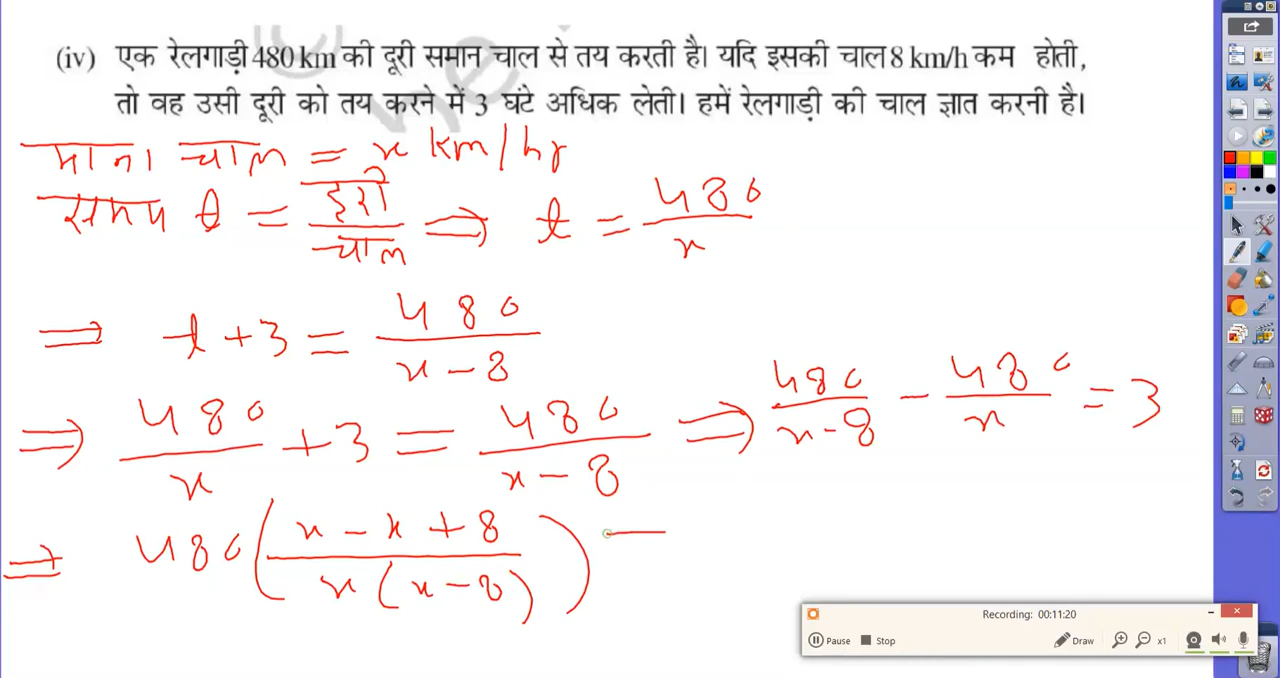 (iv) एक रेलगाड़ी 480 km की दूरी समान चाल से तय करती है। यदि इसकी चाल 8 km/h कम होती,
तो वह उसी दूरी को तय करने में 3 घंटे अधिक लेती। हमें रेलगाड़ी की चाल ज्ञात करनी है।
माना चाल = x km/hr
समय t = दूरी/चाल ⇒ t = 480/x
⇒ t + 3 = 480/(x - 8)
⇒ 480/x + 3 = 480/(x - 8) ⇒ 480/(x - 8) - 480/x = 3
⇒ 480 ( (x - x + 8)/(x (x - 8)) ) —
Recording: 00:11:20
Pause Stop Draw x1